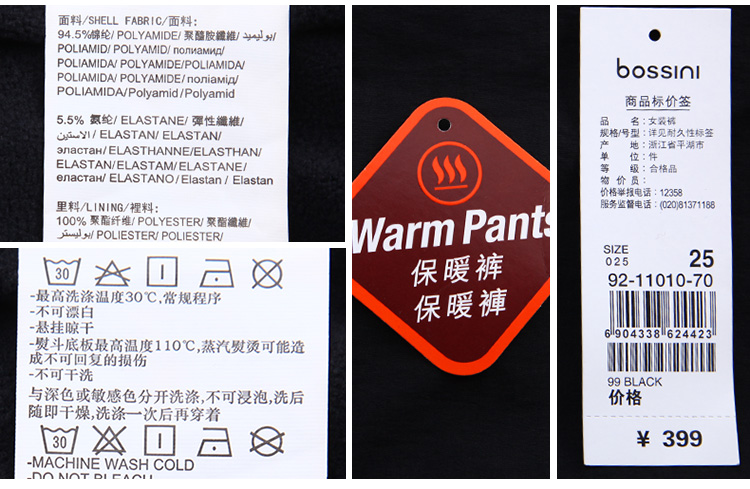 面料/SHELL FABRIC/面料:
94.5%锦纶/ POLYAMIDE/ 聚醯胺纖維/ بوليميد/
POLIAMID/ POLYAMID/ полиамид/
POLIAMIDA/ POLYAMIDE/POLIAMIDA/
POLIAMIDA/ POLIAMIDA/ POLIAMIDĂ/
POLIAMID/ POLYAMIDE/ поліамід/
POLIAMIDA/Polyamid / Polyamid
5.5% 氨纶/ ELASTANE/ 彈性纖維/
الاستين/ ELASTAN/ ELASTAN/
эластан/ ELASTHANNE/ELASTHAN/
ELASTAN/ ELASTAM/ ELASTANE/
еластан/ ELASTANO/ Elastan / Elastan
里料/LINING/裡料:
100% 聚酯纤维/ POLYESTER/ 聚酯纖維/
بوليستر/ POLIESTER/ POLIESTER/
30
-最高洗涤温度30℃,常规程序
-不可漂白
-悬挂晾干
-熨斗底板最高温度110℃,蒸汽熨烫可能造
成不可回复的损伤
-不可干洗
与深色或敏感色分开洗涤,不可浸泡,洗后
随即干燥,洗涤一次后再穿着
30
-MACHINE WASH COLD
-DO NOT BLEACH
Warm Pants
保暖裤
保暖褲
bossini
商品标价签
品 名: 女装裤
规格/号型: 详见耐久性标签
产 地: 浙江省平湖市
单 位: 件
等 级: 合格品
物 价 员:
价格举报电话: 12358
服务监督电话: (020)81371188
SIZE
025
25
92-11010-70
6 904338 624423
99 BLACK
价格
¥ 399